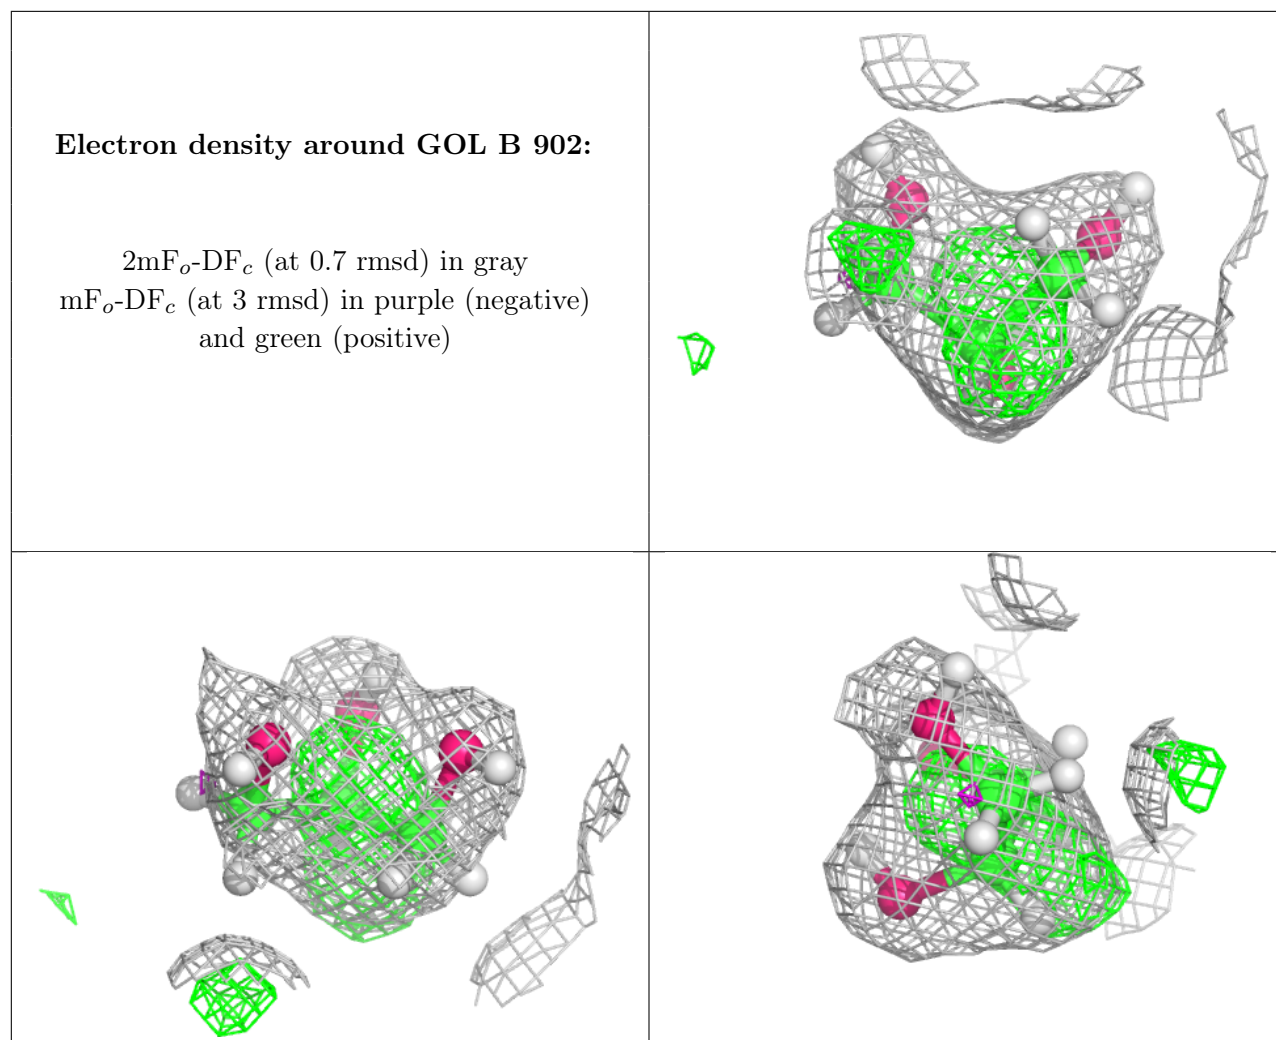 Electron density around GOL B 902:
2mFo-DFc (at 0.7 rmsd) in gray
mFo-DFc (at 3 rmsd) in purple (negative)
and green (positive)